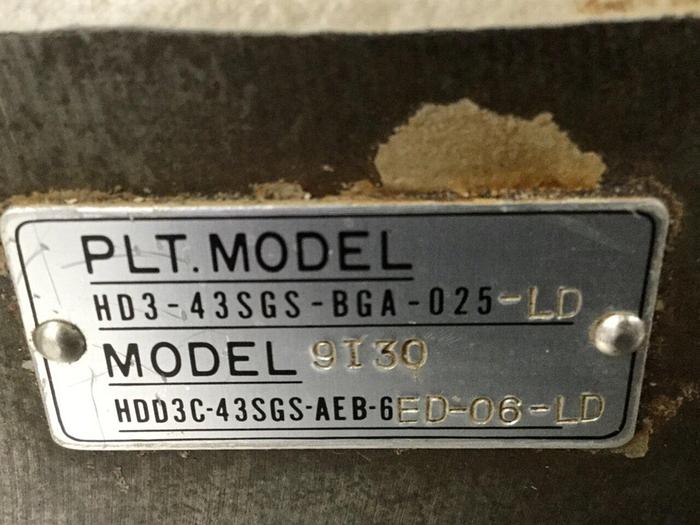 PLT. MODEL
HD3-43SGS-BGA-025-LD
MODEL 9I30
HDD3C-43SGS-AEB-6ED-06-LD